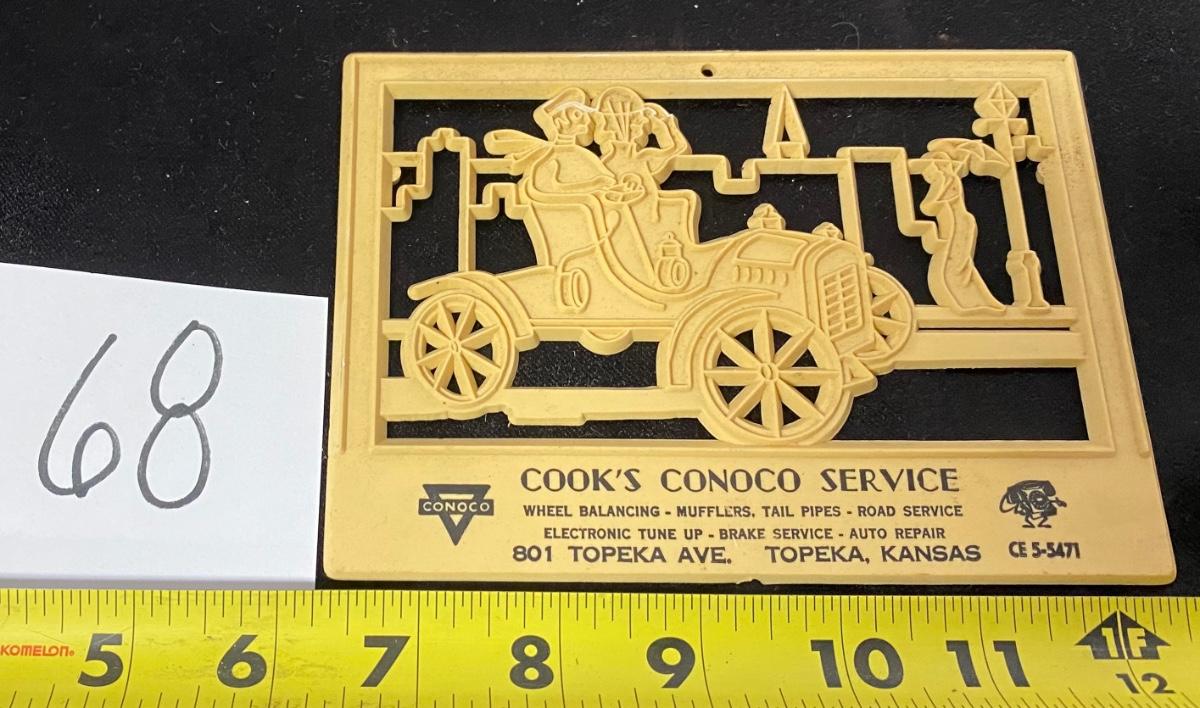 68
COOK'S CONOCO SERVICE
CONOCO
WHEEL BALANCING - MUFFLERS, TAIL PIPES - ROAD SERVICE
ELECTRONIC TUNE UP - BRAKE SERVICE - AUTO REPAIR
801 TOPEKA AVE. TOPEKA, KANSAS
CE 5-5471
KOMELON®
5 6 7 8 9 10 11 1F
12